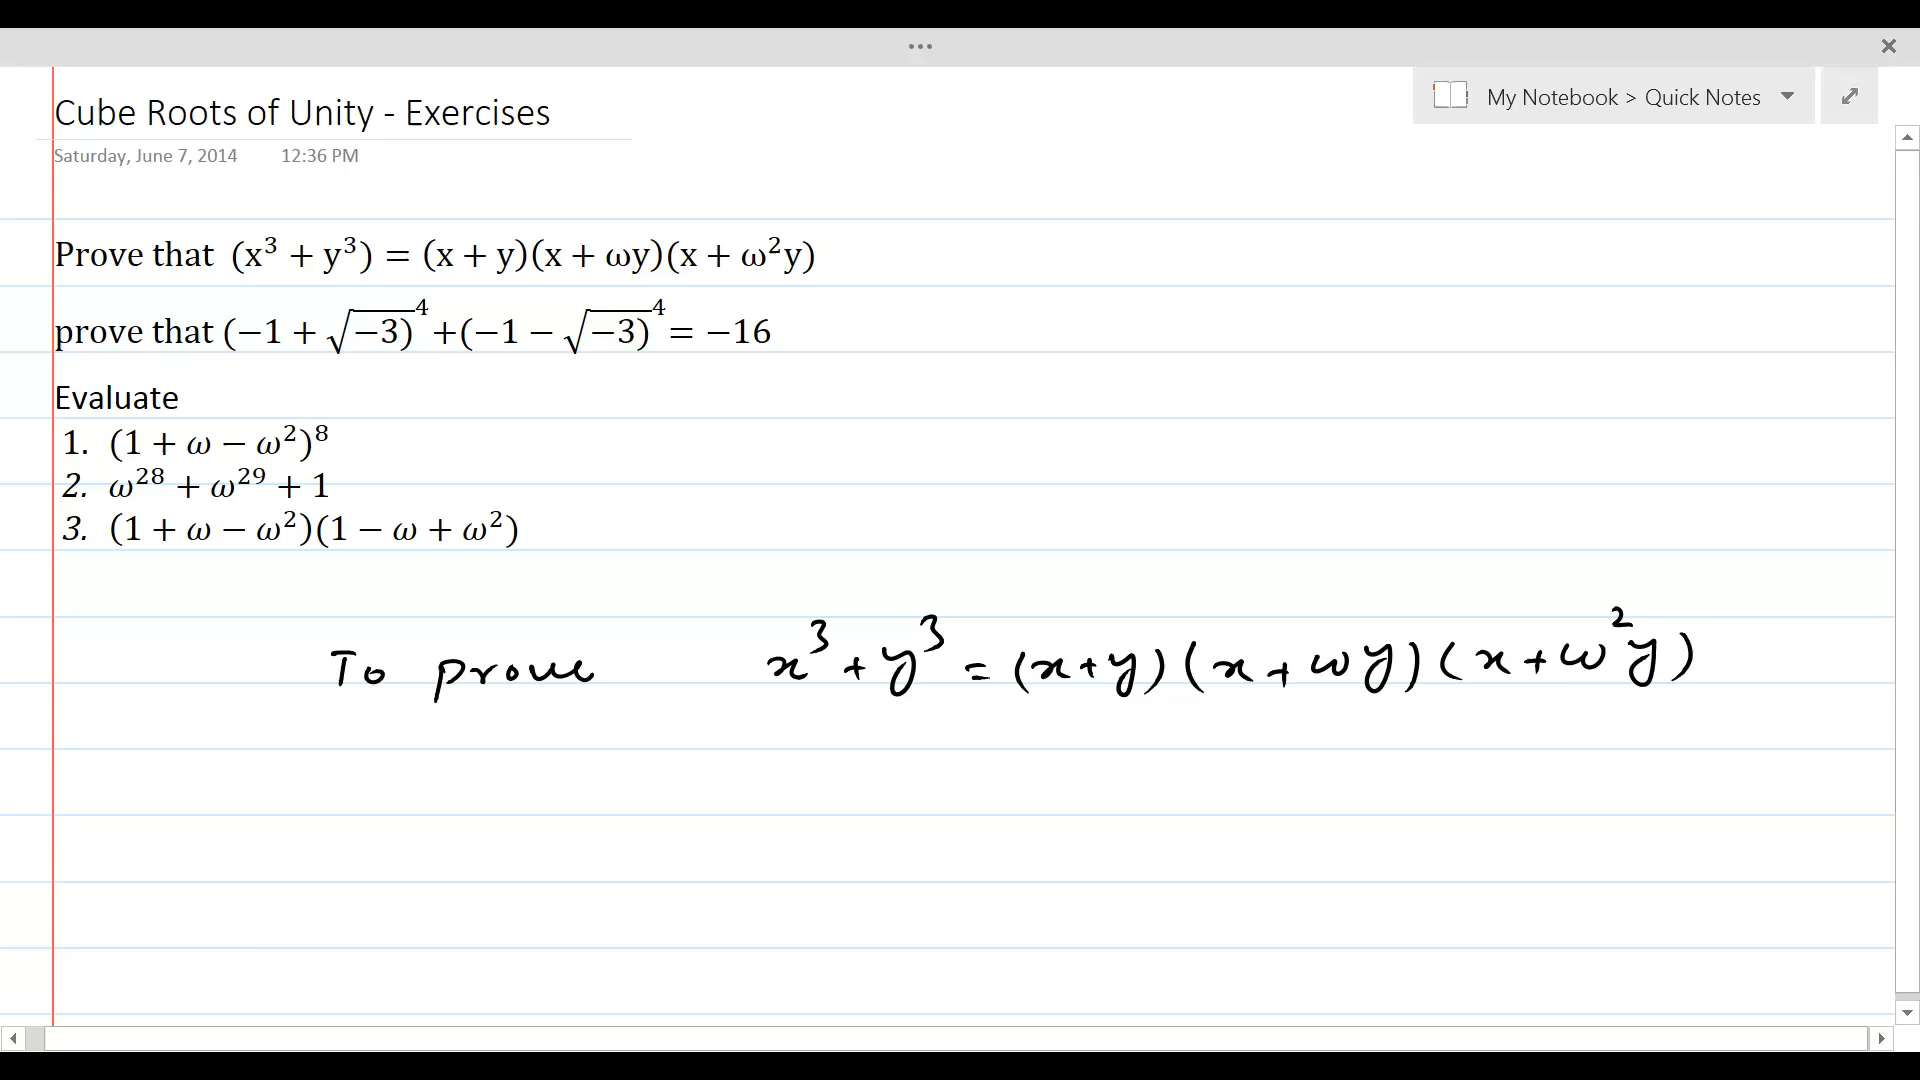 •••
My Notebook > Quick Notes
Cube Roots of Unity - Exercises
Saturday, June 7, 2014 12:36 PM
Prove that (x³ + y³) = (x + y)(x + ωy)(x + ω²y)
prove that (−1 + √−3)⁴+(−1 − √−3)⁴= −16
Evaluate
1. (1 + ω − ω²)⁸
2. ω²⁸ + ω²⁹ + 1
3. (1 + ω − ω²)(1 − ω + ω²)
To prove x³ + y³ = (x+y)(x+ωy)(x+ω²y)